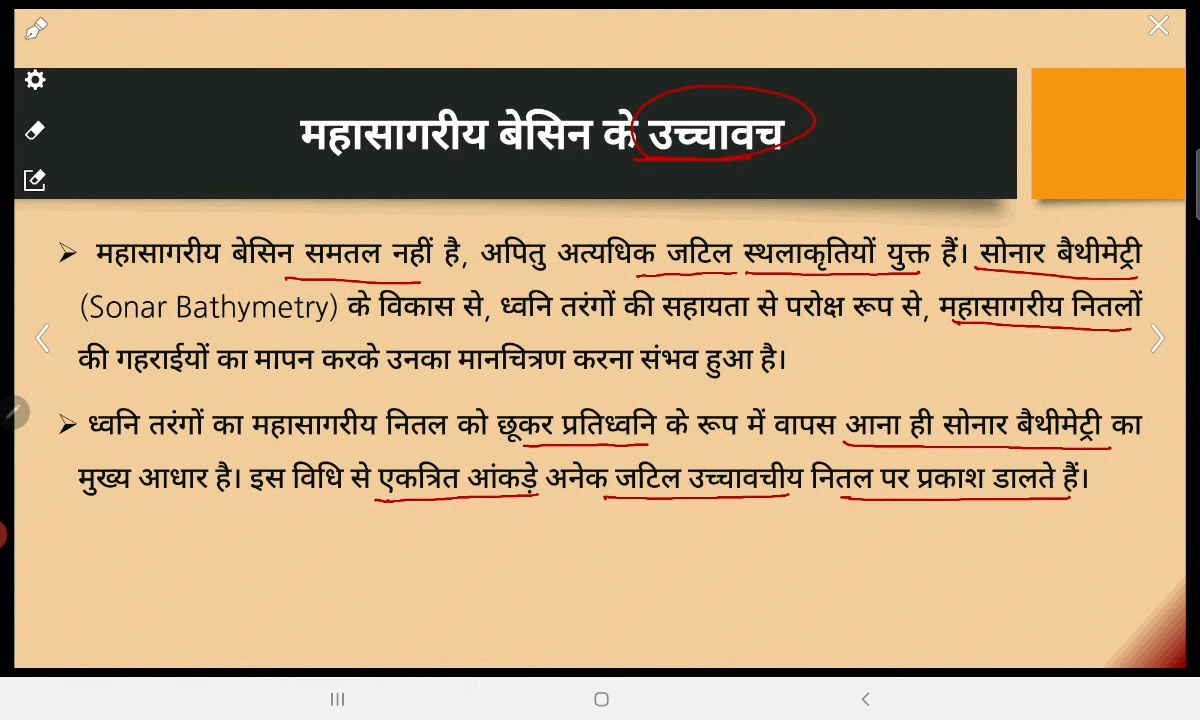 महासागरीय बेसिन के उच्चावच
➢ महासागरीय बेसिन समतल नहीं है, अपितु अत्यधिक जटिल स्थलाकृतियों युक्त हैं। सोनार बैथीमेट्री
(Sonar Bathymetry) के विकास से, ध्वनि तरंगों की सहायता से परोक्ष रूप से, महासागरीय नितलों
की गहराईयों का मापन करके उनका मानचित्रण करना संभव हुआ है।
➢ ध्वनि तरंगों का महासागरीय नितल को छूकर प्रतिध्वनि के रूप में वापस आना ही सोनार बैथीमेट्री का
मुख्य आधार है। इस विधि से एकत्रित आंकड़े अनेक जटिल उच्चावचीय नितल पर प्रकाश डालते हैं।